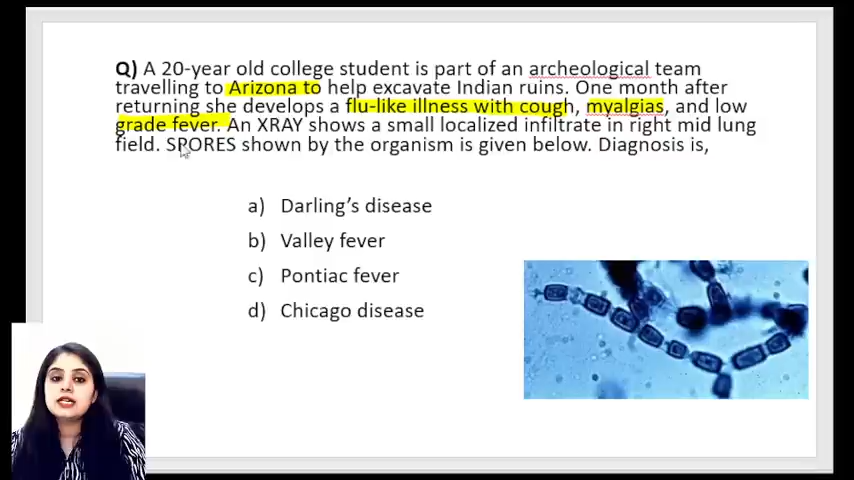 Q) A 20-year old college student is part of an archeological team
travelling to Arizona to help excavate Indian ruins. One month after
returning she develops a flu-like illness with cough, myalgias, and low
grade fever. An XRAY shows a small localized infiltrate in right mid lung
field. SPORES shown by the organism is given below. Diagnosis is,
a) Darling's disease
b) Valley fever
c) Pontiac fever
d) Chicago disease